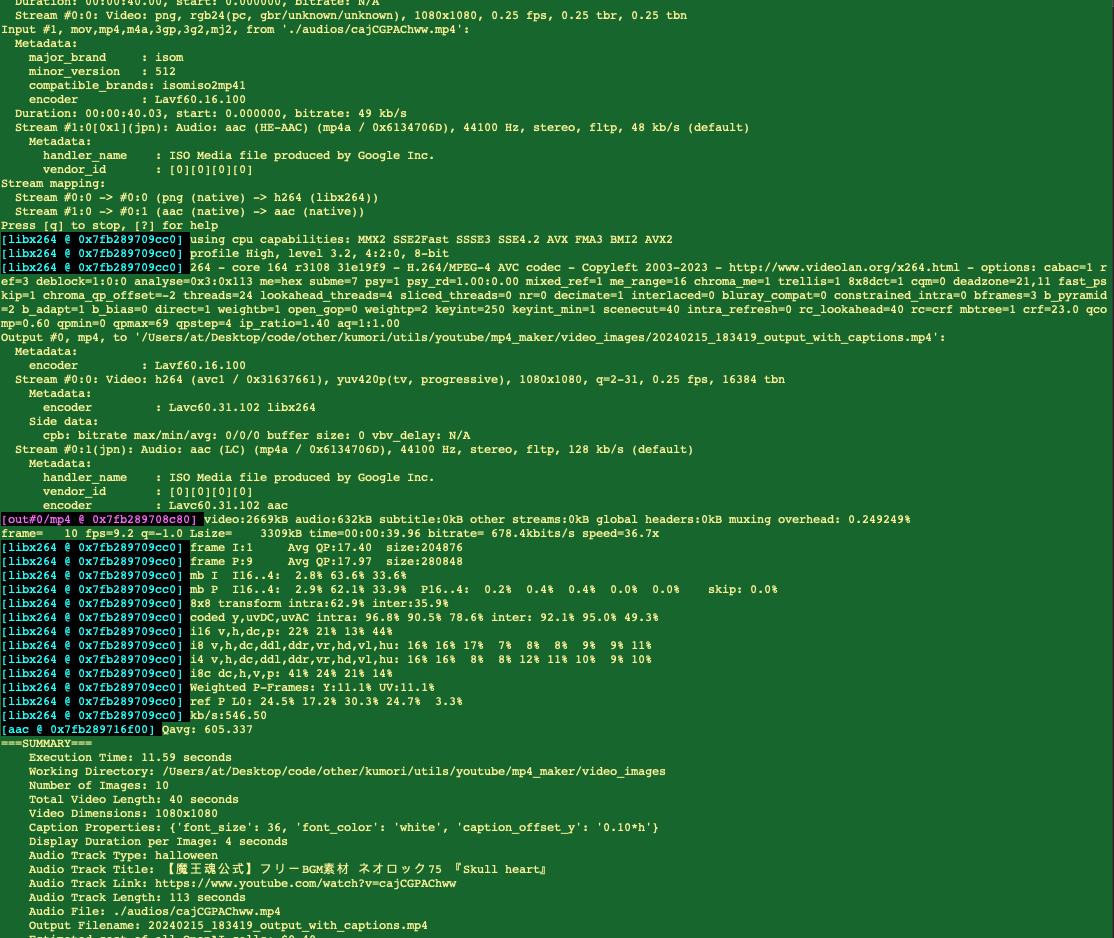 Duration: 00:00:40.00, start: 0.000000, bitrate: N/A
Stream #0:0: Video: png, rgb24(pc, gbr/unknown/unknown), 1080x1080, 0.25 fps, 0.25 tbr, 0.25 tbn
Input #1, mov,mp4,m4a,3gp,3g2,mj2, from './audios/cajCGPAChww.mp4':
Metadata:
major_brand     : isom
minor_version   : 512
compatible_brands: isomiso2mp41
encoder         : Lavf60.16.100
Duration: 00:00:40.03, start: 0.000000, bitrate: 49 kb/s
Stream #1:0[0x1](jpn): Audio: aac (HE-AAC) (mp4a / 0x6134706D), 44100 Hz, stereo, fltp, 48 kb/s (default)
Metadata:
handler_name    : ISO Media file produced by Google Inc.
vendor_id       : [0][0][0][0]
Stream mapping:
Stream #0:0 -> #0:0 (png (native) -> h264 (libx264))
Stream #1:0 -> #0:1 (aac (native) -> aac (native))
Press [q] to stop, [?] for help
[libx264 @ 0x7fb289709cc0] using cpu capabilities: MMX2 SSE2Fast SSSE3 SSE4.2 AVX FMA3 BMI2 AVX2
[libx264 @ 0x7fb289709cc0] profile High, level 3.2, 4:2:0, 8-bit
[libx264 @ 0x7fb289709cc0] 264 - core 164 r3108 31e19f9 - H.264/MPEG-4 AVC codec - Copyleft 2003-2023 - http://www.videolan.org/x264.html - options: cabac=1 r
ef=3 deblock=1:0:0 analyse=0x3:0x113 me=hex subme=7 psy=1 psy_rd=1.00:0.00 mixed_ref=1 me_range=16 chroma_me=1 trellis=1 8x8dct=1 cqm=0 deadzone=21,11 fast_ps
kip=1 chroma_qp_offset=-2 threads=24 lookahead_threads=4 sliced_threads=0 nr=0 decimate=1 interlaced=0 bluray_compat=0 constrained_intra=0 bframes=3 b_pyramid
=2 b_adapt=1 b_bias=0 direct=1 weightb=1 open_gop=0 weightp=2 keyint=250 keyint_min=1 scenecut=40 intra_refresh=0 rc_lookahead=40 rc=crf mbtree=1 crf=23.0 qco
mp=0.60 qpmin=0 qpmax=69 qpstep=4 ip_ratio=1.40 aq=1:1.00
Output #0, mp4, to '/Users/at/Desktop/code/other/kumori/utils/youtube/mp4_maker/video_images/20240215_183419_output_with_captions.mp4':
Metadata:
encoder         : Lavf60.16.100
Stream #0:0: Video: h264 (avc1 / 0x31637661), yuv420p(tv, progressive), 1080x1080, q=2-31, 0.25 fps, 16384 tbn
Metadata:
encoder         : Lavc60.31.102 libx264
Side data:
cpb: bitrate max/min/avg: 0/0/0 buffer size: 0 vbv_delay: N/A
Stream #0:1(jpn): Audio: aac (LC) (mp4a / 0x6134706D), 44100 Hz, stereo, fltp, 128 kb/s (default)
Metadata:
handler_name    : ISO Media file produced by Google Inc.
vendor_id       : [0][0][0][0]
encoder         : Lavc60.31.102 aac
[out#0/mp4 @ 0x7fb289708c80] video:2669kB audio:632kB subtitle:0kB other streams:0kB global headers:0kB muxing overhead: 0.249249%
frame=   10 fps=9.2 q=-1.0 Lsize=    3309kB time=00:00:39.96 bitrate= 678.4kbits/s speed=36.7x
[libx264 @ 0x7fb289709cc0] frame I:1     Avg QP:17.40  size:204876
[libx264 @ 0x7fb289709cc0] frame P:9     Avg QP:17.97  size:280848
[libx264 @ 0x7fb289709cc0] mb I  I16..4:  2.8% 63.6% 33.6%
[libx264 @ 0x7fb289709cc0] mb P  I16..4:  2.9% 62.1% 33.9%  P16..4:  0.2%  0.4%  0.4%  0.0%  0.0%    skip: 0.0%
[libx264 @ 0x7fb289709cc0] 8x8 transform intra:62.9% inter:35.9%
[libx264 @ 0x7fb289709cc0] coded y,uvDC,uvAC intra: 96.8% 90.5% 78.6% inter: 92.1% 95.0% 49.3%
[libx264 @ 0x7fb289709cc0] i16 v,h,dc,p: 22% 21% 13% 44%
[libx264 @ 0x7fb289709cc0] i8 v,h,dc,ddl,ddr,vr,hd,vl,hu: 16% 16% 17%  7%  8%  8%  9%  9% 11%
[libx264 @ 0x7fb289709cc0] i4 v,h,dc,ddl,ddr,vr,hd,vl,hu: 16% 16%  8%  8% 12% 11% 10%  9% 10%
[libx264 @ 0x7fb289709cc0] i8c dc,h,v,p: 41% 24% 21% 14%
[libx264 @ 0x7fb289709cc0] Weighted P-Frames: Y:11.1% UV:11.1%
[libx264 @ 0x7fb289709cc0] ref P L0: 24.5% 17.2% 30.3% 24.7%  3.3%
[libx264 @ 0x7fb289709cc0] kb/s:546.50
[aac @ 0x7fb289716f00] Qavg: 605.337
===SUMMARY===
Execution Time: 11.59 seconds
Working Directory: /Users/at/Desktop/code/other/kumori/utils/youtube/mp4_maker/video_images
Number of Images: 10
Total Video Length: 40 seconds
Video Dimensions: 1080x1080
Caption Properties: {'font_size': 36, 'font_color': 'white', 'caption_offset_y': '0.10*h'}
Display Duration per Image: 4 seconds
Audio Track Type: halloween
Audio Track Title: 【魔王魂公式】フリーBGM素材 ネオロック75 『Skull heart』
Audio Track Link: https://www.youtube.com/watch?v=cajCGPAChww
Audio Track Length: 113 seconds
Audio File: ./audios/cajCGPAChww.mp4
Output Filename: 20240215_183419_output_with_captions.mp4